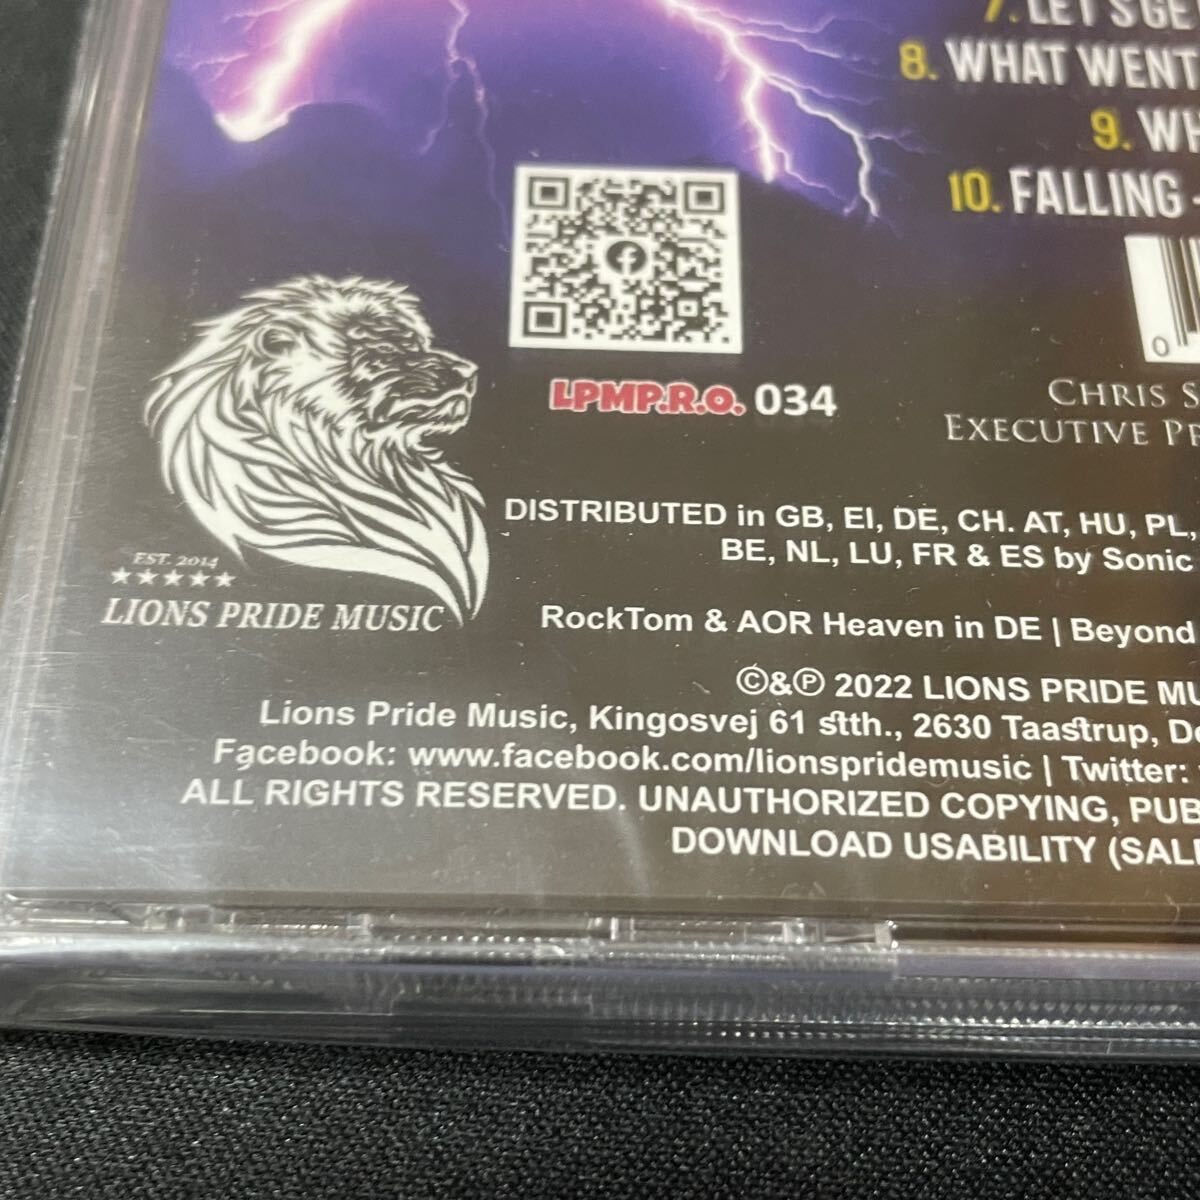 7. LET'S GE
8. WHAT WENT
9. WH
10. FALLING -
0
LPMP.R.O. 034
CHRIS S
EXECUTIVE PR
DISTRIBUTED in GB, EI, DE, CH. AT, HU, PL,
BE, NL, LU, FR & ES by Sonic
EST. 2014
★★★★★
LIONS PRIDE MUSIC
RockTom & AOR Heaven in DE | Beyond
©&℗ 2022 LIONS PRIDE MU
Lions Pride Music, Kingosvej 61 stth., 2630 Taastrup, De
Facebook: www.facebook.com/lionspridemusic | Twitter:
ALL RIGHTS RESERVED. UNAUTHORIZED COPYING, PUB
DOWNLOAD USABILITY (SALE